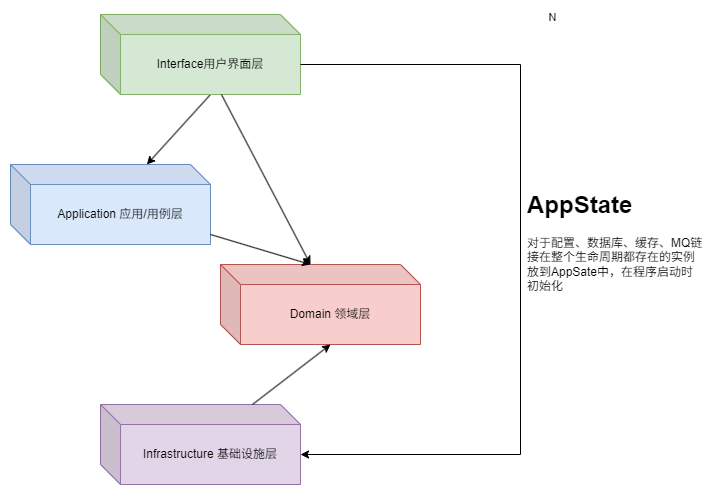 N
Interface用户界面层
AppState
Application 应用/用例层
对于配置、数据库、缓存、MQ链
接在整个生命周期都存在的实例
放到AppSate中，在程序启动时
初始化
Domain 领域层
Infrastructure 基础设施层